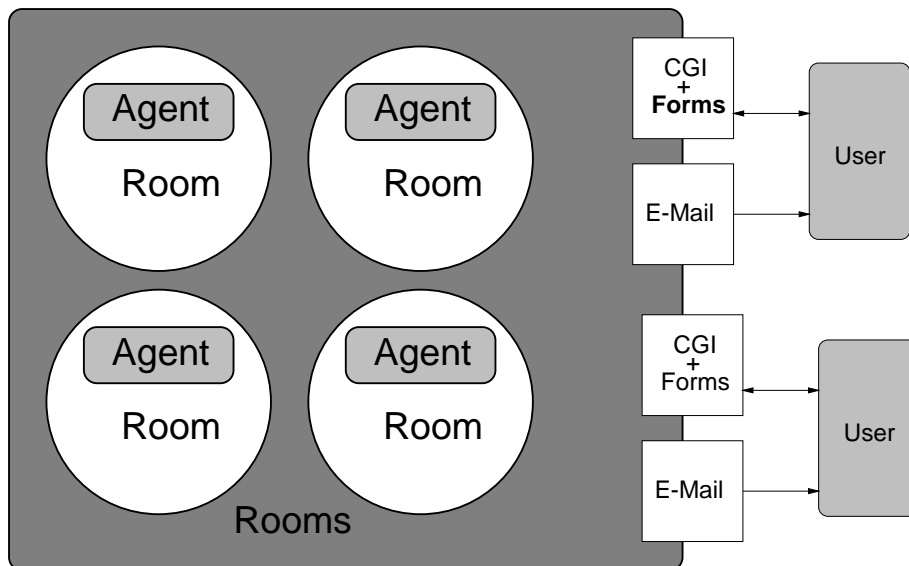 Agent
Room
Agent
Room
Agent
Room
Agent
Room
Rooms
CGI
+
Forms
E-Mail
User
CGI
+
Forms
E-Mail
User